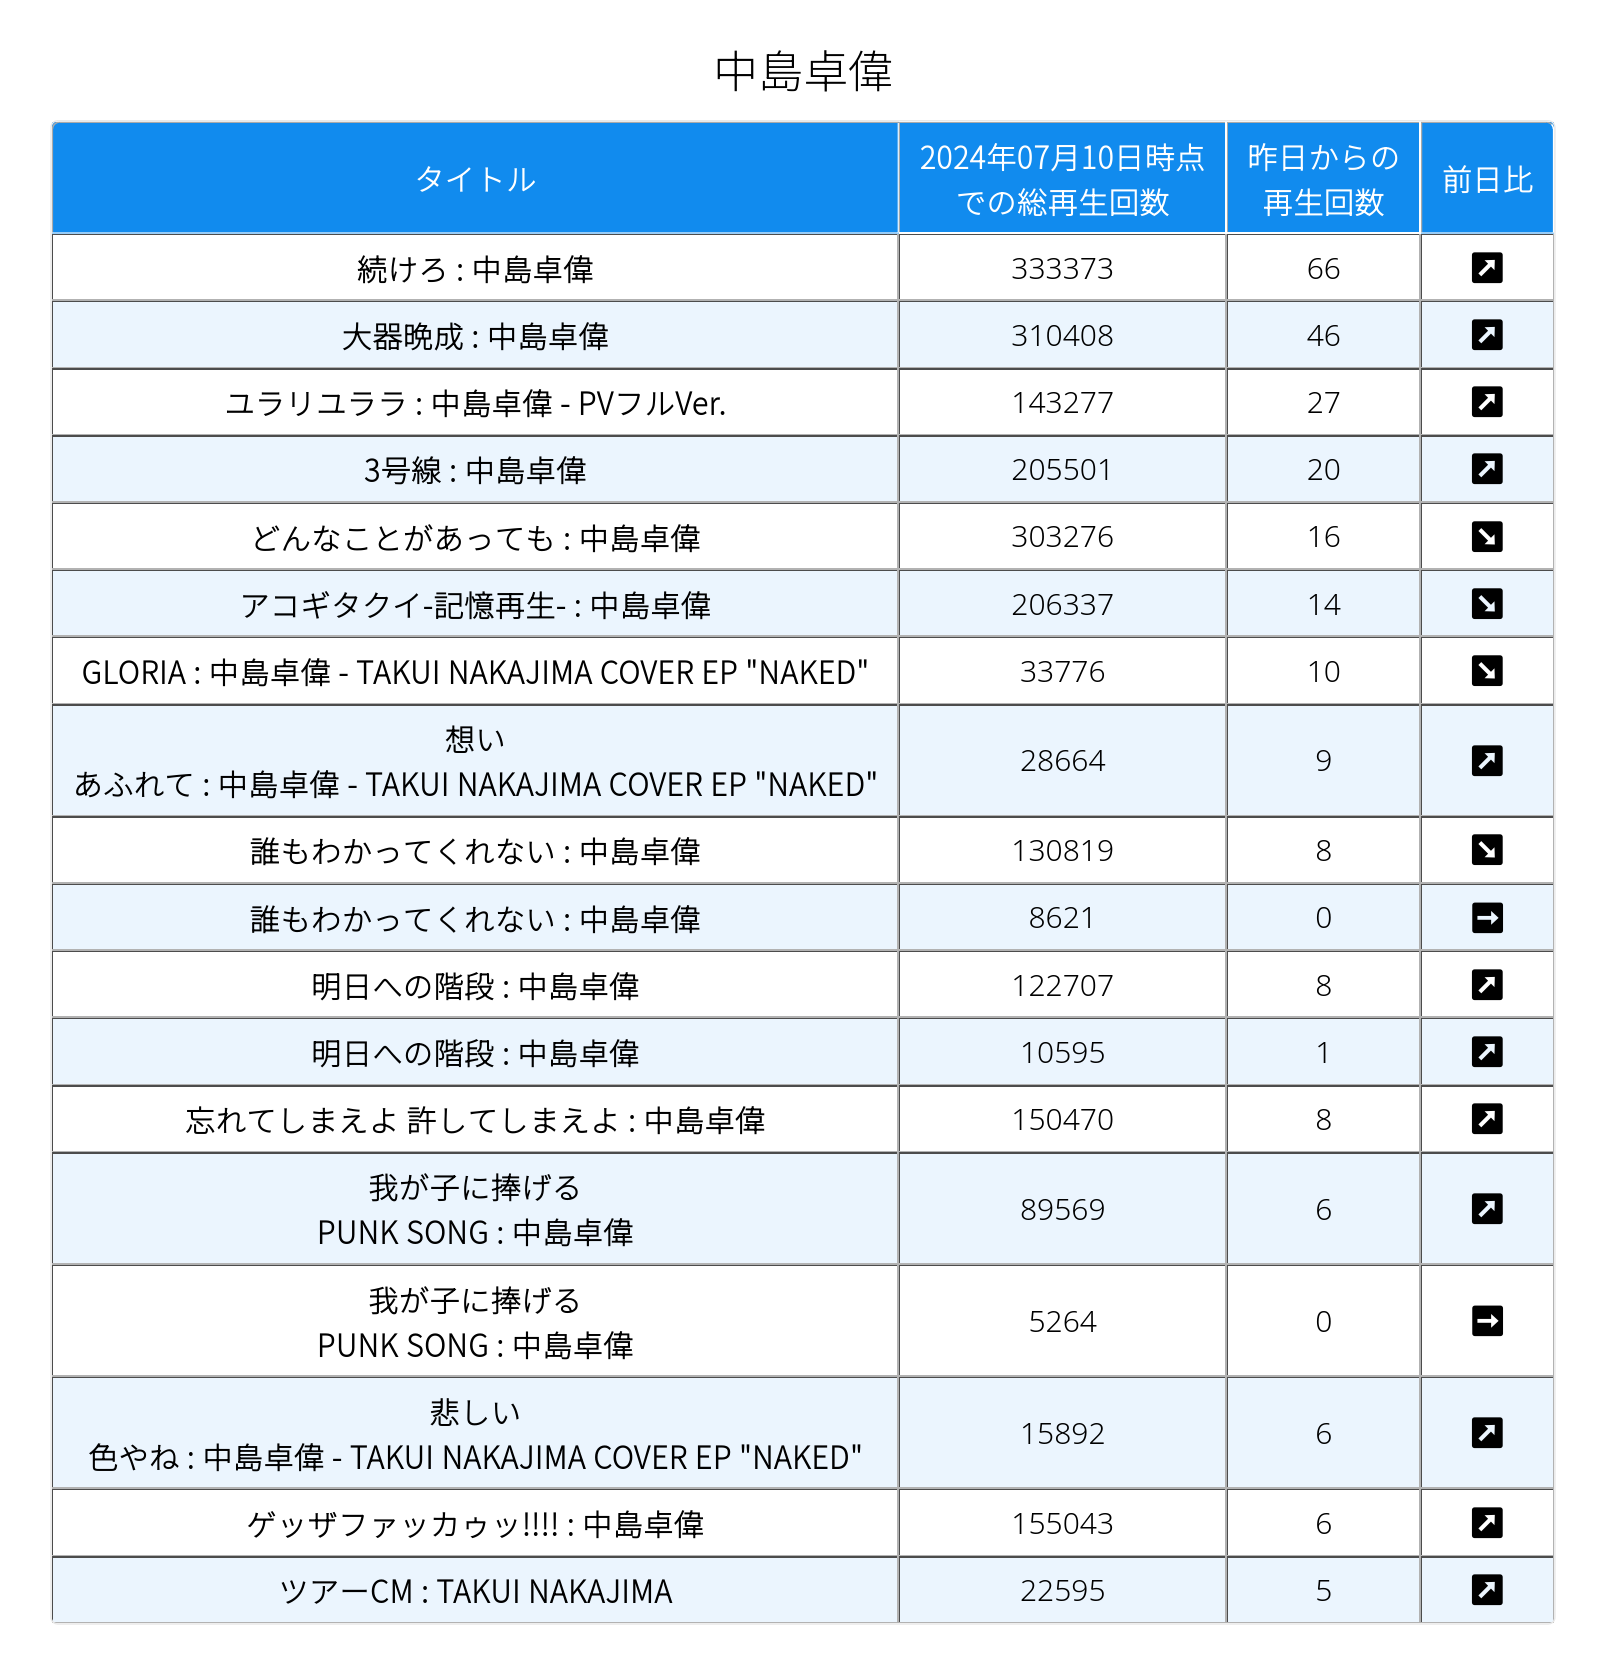 中島卓偉
タイトル
2024年07月10日時点
での総再生回数
昨日からの
再生回数
前日比
続けろ : 中島卓偉 333373 66
大器晩成 : 中島卓偉 310408 46
ユラリユララ : 中島卓偉 - PVフルVer. 143277 27
3号線 : 中島卓偉 205501 20
どんなことがあっても : 中島卓偉 303276 16
アコギタクイ-記憶再生- : 中島卓偉 206337 14
GLORIA : 中島卓偉 - TAKUI NAKAJIMA COVER EP "NAKED" 33776 10
想い
あふれて : 中島卓偉 - TAKUI NAKAJIMA COVER EP "NAKED" 28664 9
誰もわかってくれない : 中島卓偉 130819 8
誰もわかってくれない : 中島卓偉 8621 0
明日への階段 : 中島卓偉 122707 8
明日への階段 : 中島卓偉 10595 1
忘れてしまえよ 許してしまえよ : 中島卓偉 150470 8
我が子に捧げる
PUNK SONG : 中島卓偉 89569 6
我が子に捧げる
PUNK SONG : 中島卓偉 5264 0
悲しい
色やね : 中島卓偉 - TAKUI NAKAJIMA COVER EP "NAKED" 15892 6
ゲッザファッカゥッ!!!! : 中島卓偉 155043 6
ツアーCM : TAKUI NAKAJIMA 22595 5